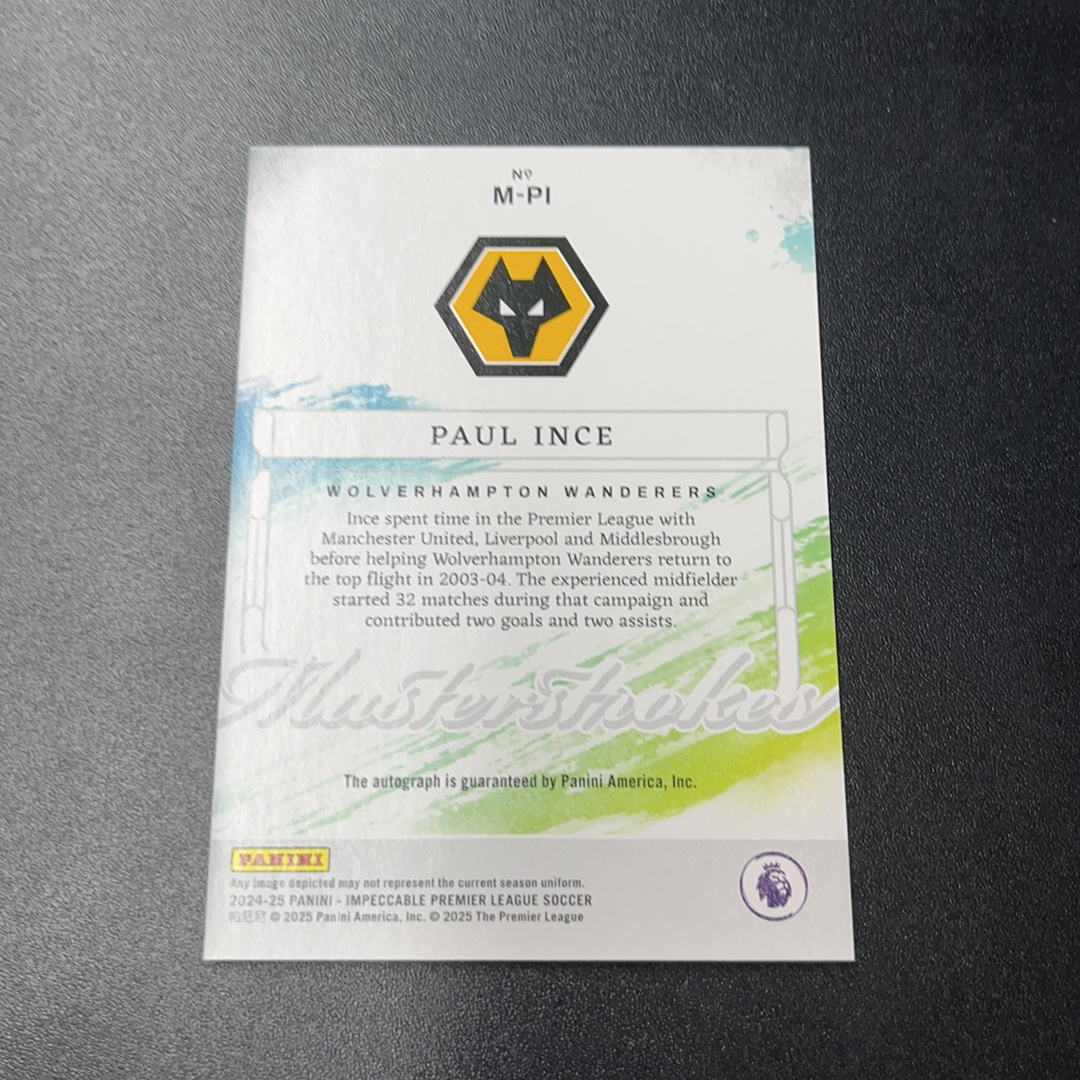 Nº
M-PI
PAUL INCE
WOLVERHAMPTON WANDERERS
Ince spent time in the Premier League with
Manchester United, Liverpool and Middlesbrough
before helping Wolverhampton Wanderers return to
the top flight in 2003-04. The experienced midfielder
started 32 matches during that campaign and
contributed two goals and two assists.
Masterstrokes
The autograph is guaranteed by Panini America, Inc.
PANINI
Any image depicted may not represent the current season uniform.
2024-25 PANINI - IMPECCABLE PREMIER LEAGUE SOCCER
帕尼尼 © 2025 Panini America, Inc. © 2025 The Premier League